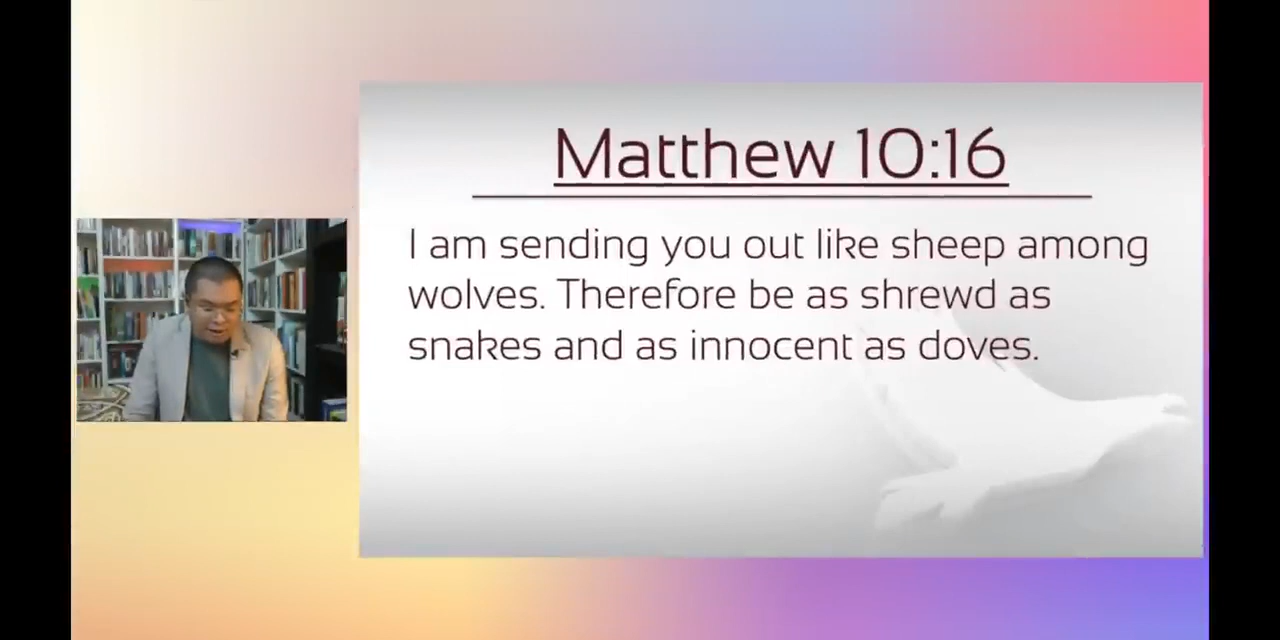 Matthew 10:16
I am sending you out like sheep among
wolves. Therefore be as shrewd as
snakes and as innocent as doves.